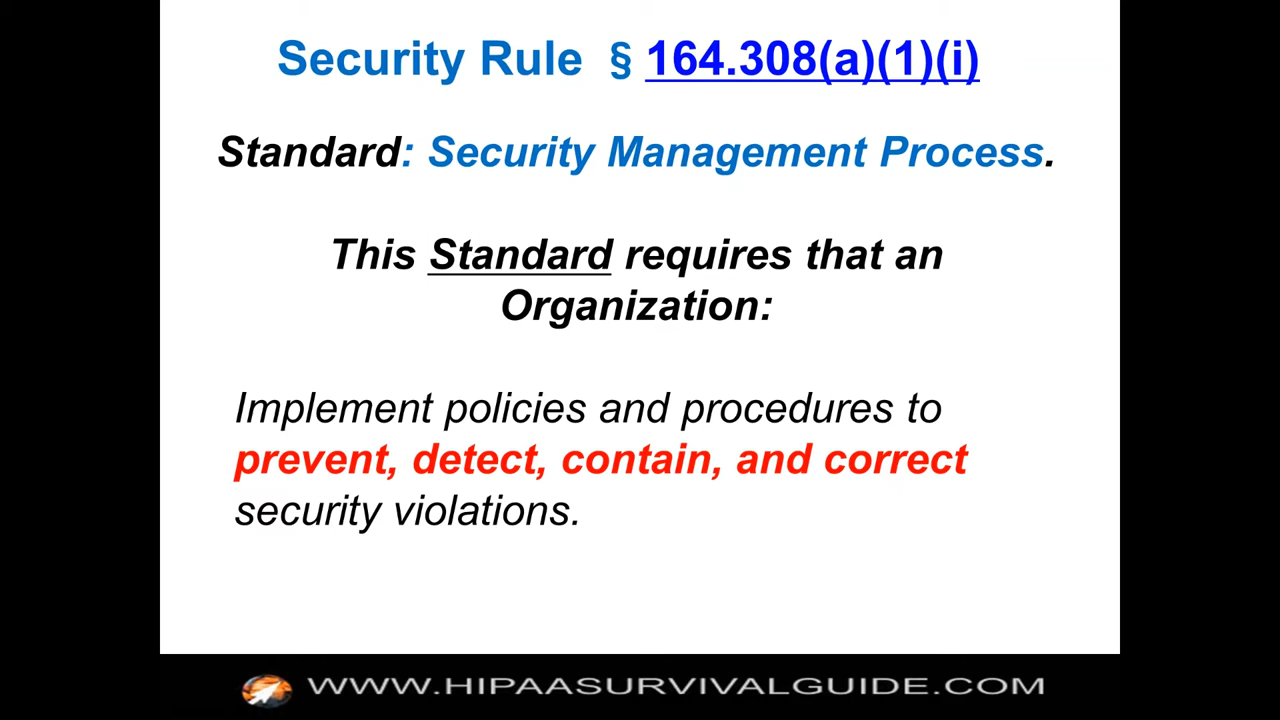 Security Rule § 164.308(a)(1)(i)
Standard: Security Management Process.
This Standard requires that an
Organization:
Implement policies and procedures to
prevent, detect, contain, and correct
security violations.
WWW.HIPAASURVIVALGUIDE.COM